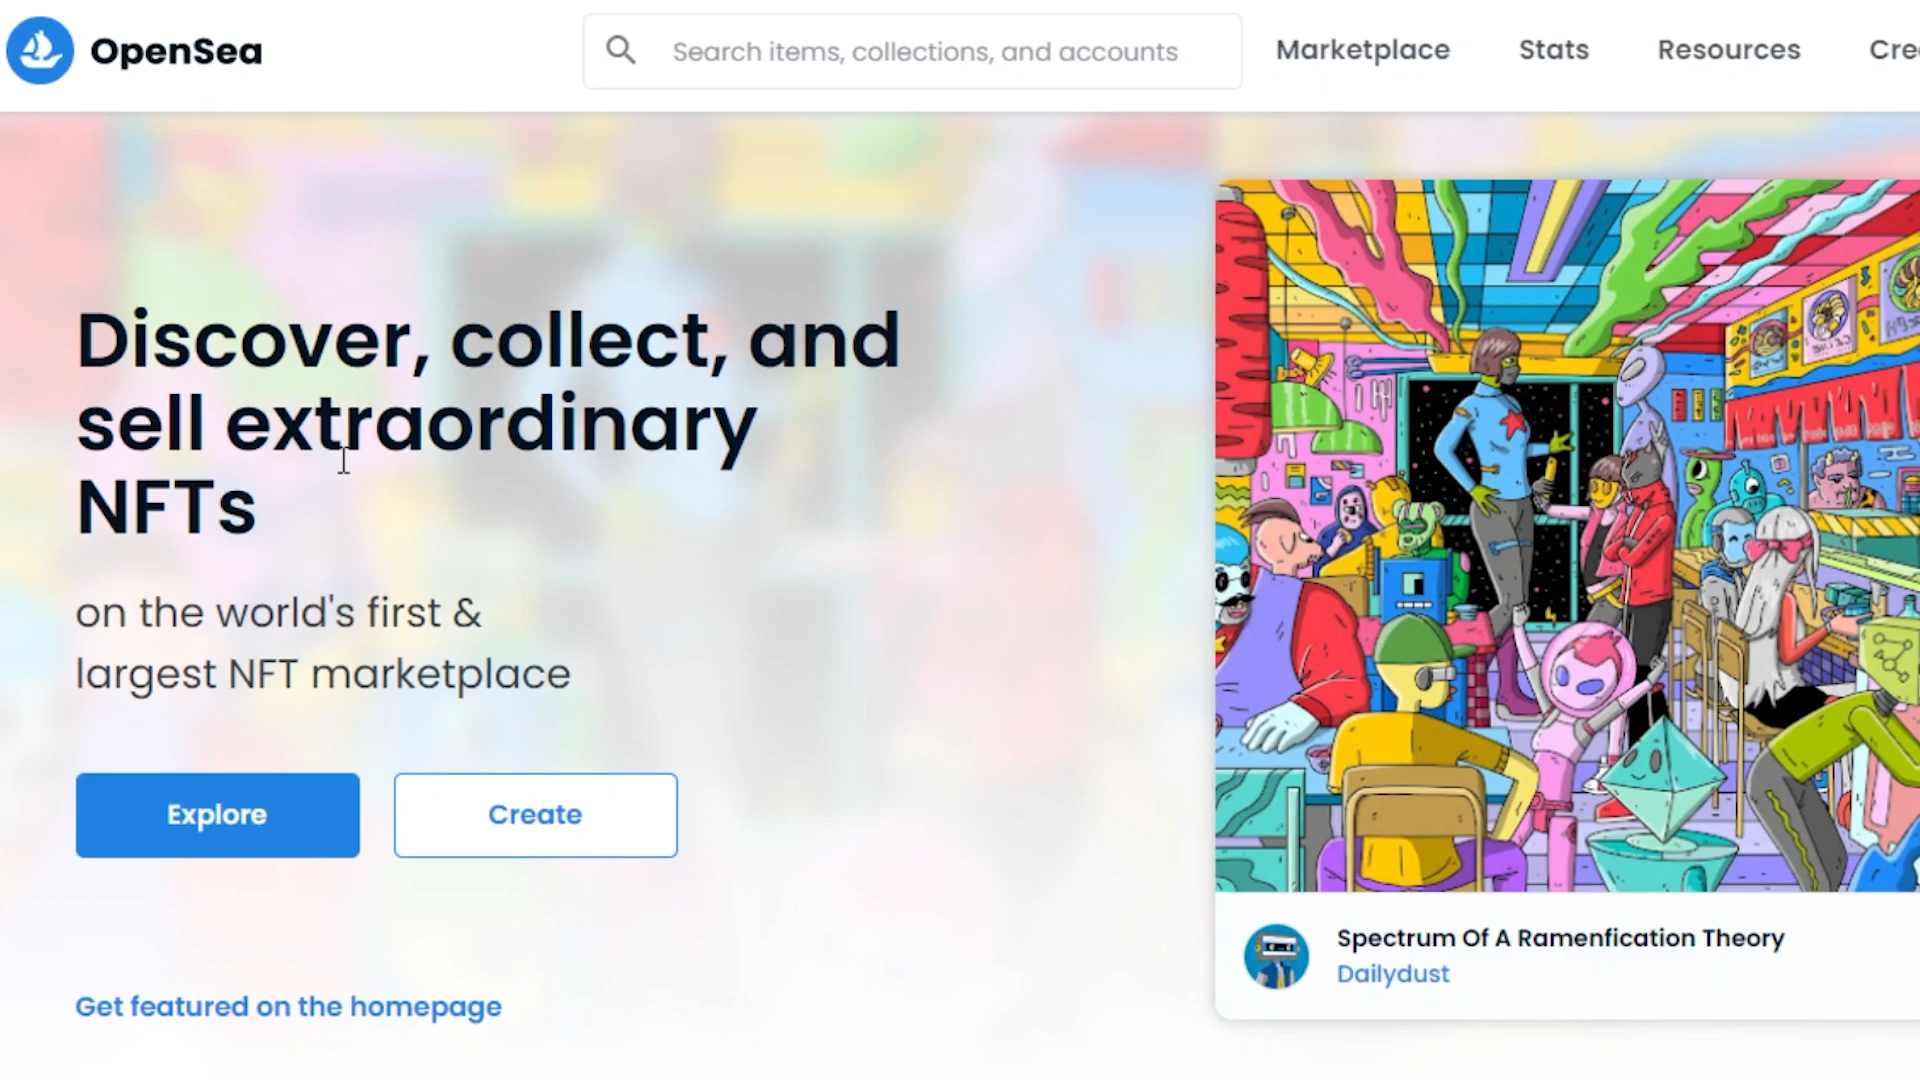 OpenSea
Search items, collections, and accounts
Marketplace
Stats
Resources
Cre
Discover, collect, and
sell extraordinary
NFTs
on the world's first &
largest NFT marketplace
Explore
Create
Get featured on the homepage
Spectrum Of A Ramenfication Theory
Dailydust